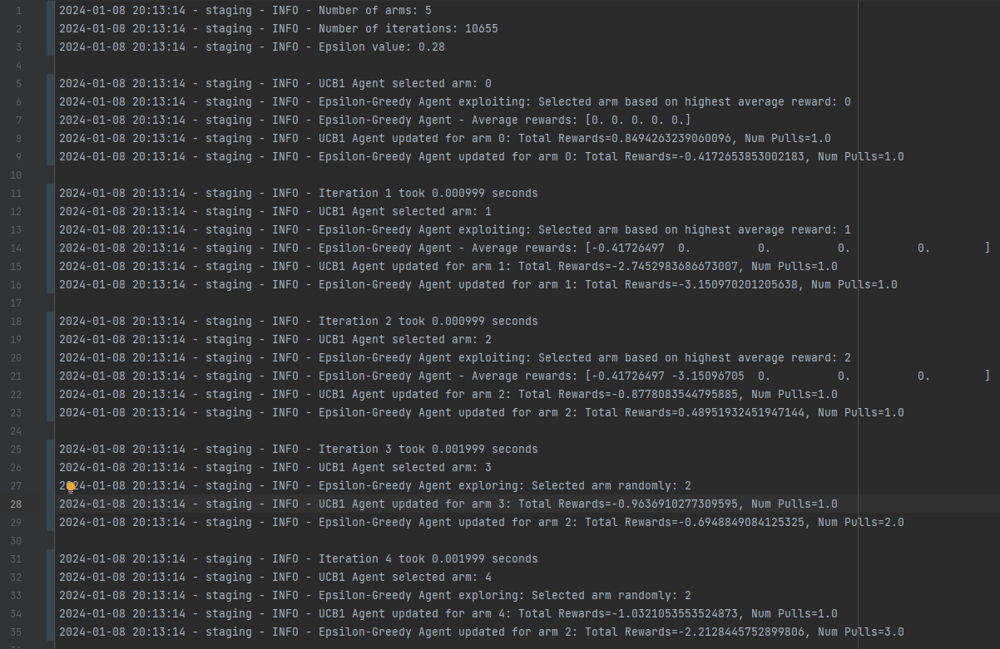 1 2024-01-08 20:13:14 - staging - INFO - Number of arms: 5
2 2024-01-08 20:13:14 - staging - INFO - Number of iterations: 10655
3 2024-01-08 20:13:14 - staging - INFO - Epsilon value: 0.28
4
5 2024-01-08 20:13:14 - staging - INFO - UCB1 Agent selected arm: 0
6 2024-01-08 20:13:14 - staging - INFO - Epsilon-Greedy Agent exploiting: Selected arm based on highest average reward: 0
7 2024-01-08 20:13:14 - staging - INFO - Epsilon-Greedy Agent - Average rewards: [0. 0. 0. 0. 0.]
8 2024-01-08 20:13:14 - staging - INFO - UCB1 Agent updated for arm 0: Total Rewards=0.8494263239060096, Num Pulls=1.0
9 2024-01-08 20:13:14 - staging - INFO - Epsilon-Greedy Agent updated for arm 0: Total Rewards=-0.4172653853002183, Num Pulls=1.0
10
11 2024-01-08 20:13:14 - staging - INFO - Iteration 1 took 0.000999 seconds
12 2024-01-08 20:13:14 - staging - INFO - UCB1 Agent selected arm: 1
13 2024-01-08 20:13:14 - staging - INFO - Epsilon-Greedy Agent exploiting: Selected arm based on highest average reward: 1
14 2024-01-08 20:13:14 - staging - INFO - Epsilon-Greedy Agent - Average rewards: [-0.41726497  0.          0.          0.          0.        ]
15 2024-01-08 20:13:14 - staging - INFO - UCB1 Agent updated for arm 1: Total Rewards=-2.7452983686673007, Num Pulls=1.0
16 2024-01-08 20:13:14 - staging - INFO - Epsilon-Greedy Agent updated for arm 1: Total Rewards=-3.150970201205638, Num Pulls=1.0
17
18 2024-01-08 20:13:14 - staging - INFO - Iteration 2 took 0.000999 seconds
19 2024-01-08 20:13:14 - staging - INFO - UCB1 Agent selected arm: 2
20 2024-01-08 20:13:14 - staging - INFO - Epsilon-Greedy Agent exploiting: Selected arm based on highest average reward: 2
21 2024-01-08 20:13:14 - staging - INFO - Epsilon-Greedy Agent - Average rewards: [-0.41726497 -3.15096705  0.          0.          0.        ]
22 2024-01-08 20:13:14 - staging - INFO - UCB1 Agent updated for arm 2: Total Rewards=-0.8778083544795885, Num Pulls=1.0
23 2024-01-08 20:13:14 - staging - INFO - Epsilon-Greedy Agent updated for arm 2: Total Rewards=0.48951932451947144, Num Pulls=1.0
24
25 2024-01-08 20:13:14 - staging - INFO - Iteration 3 took 0.001999 seconds
26 2024-01-08 20:13:14 - staging - INFO - UCB1 Agent selected arm: 3
27 2024-01-08 20:13:14 - staging - INFO - Epsilon-Greedy Agent exploring: Selected arm randomly: 2
28 2024-01-08 20:13:14 - staging - INFO - UCB1 Agent updated for arm 3: Total Rewards=-0.9636910277309595, Num Pulls=1.0
29 2024-01-08 20:13:14 - staging - INFO - Epsilon-Greedy Agent updated for arm 2: Total Rewards=-0.6948849084125325, Num Pulls=2.0
30
31 2024-01-08 20:13:14 - staging - INFO - Iteration 4 took 0.001999 seconds
32 2024-01-08 20:13:14 - staging - INFO - UCB1 Agent selected arm: 4
33 2024-01-08 20:13:14 - staging - INFO - Epsilon-Greedy Agent exploring: Selected arm randomly: 2
34 2024-01-08 20:13:14 - staging - INFO - UCB1 Agent updated for arm 4: Total Rewards=-1.0321053553524873, Num Pulls=1.0
35 2024-01-08 20:13:14 - staging - INFO - Epsilon-Greedy Agent updated for arm 2: Total Rewards=-2.2128445752899806, Num Pulls=3.0